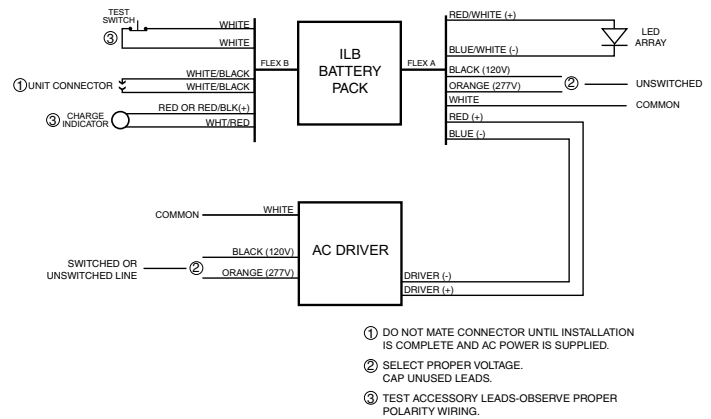 TEST
SWITCH
③
WHITE
WHITE
FLEX B
① UNIT CONNECTOR
WHITE/BLACK
WHITE/BLACK
③ CHARGE
INDICATOR
RED OR RED/BLK(+)
WHT/RED
ILB
BATTERY
PACK
FLEX A
RED/WHITE (+)
LED
ARRAY
BLUE/WHITE (-)
BLACK (120V)
② UNSWITCHED
ORANGE (277V)
WHITE
COMMON
RED (+)
BLUE (-)
COMMON
WHITE
AC DRIVER
BLACK (120V)
SWITCHED OR
UNSWITCHED LINE
②
ORANGE (277V)
DRIVER (-)
DRIVER (+)
① DO NOT MATE CONNECTOR UNTIL INSTALLATION
IS COMPLETE AND AC POWER IS SUPPLIED.
② SELECT PROPER VOLTAGE.
CAP UNUSED LEADS.
③ TEST ACCESSORY LEADS-OBSERVE PROPER
POLARITY WIRING.